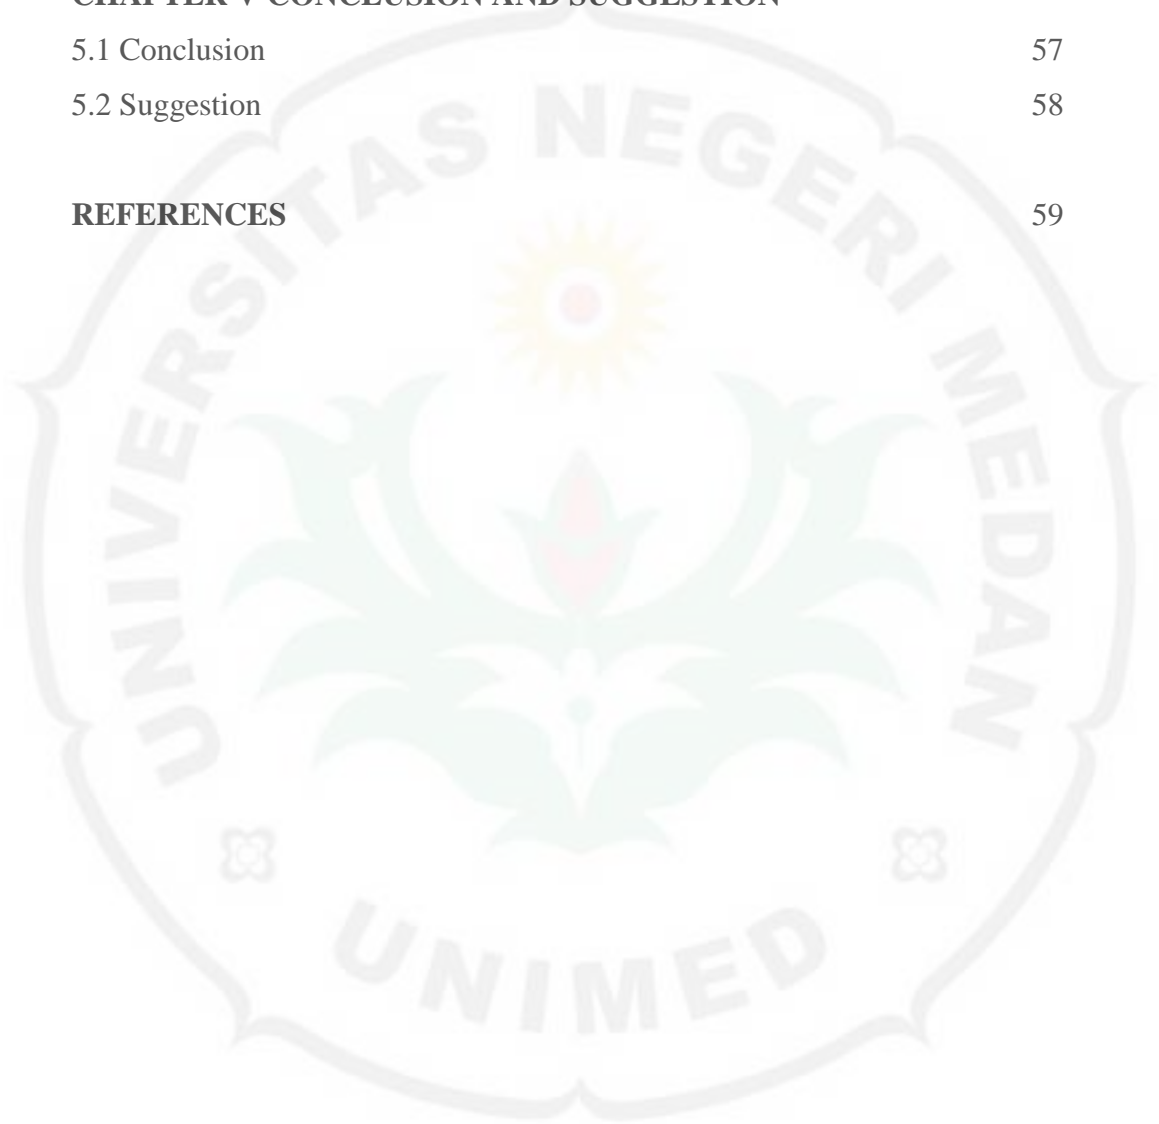 CHAPTER V CONCLUSION AND SUGGESTION
5.1 Conclusion 57
5.2 Suggestion 58
REFERENCES 59
UNIVERSITAS NEGERI MEDAN
UNIMED